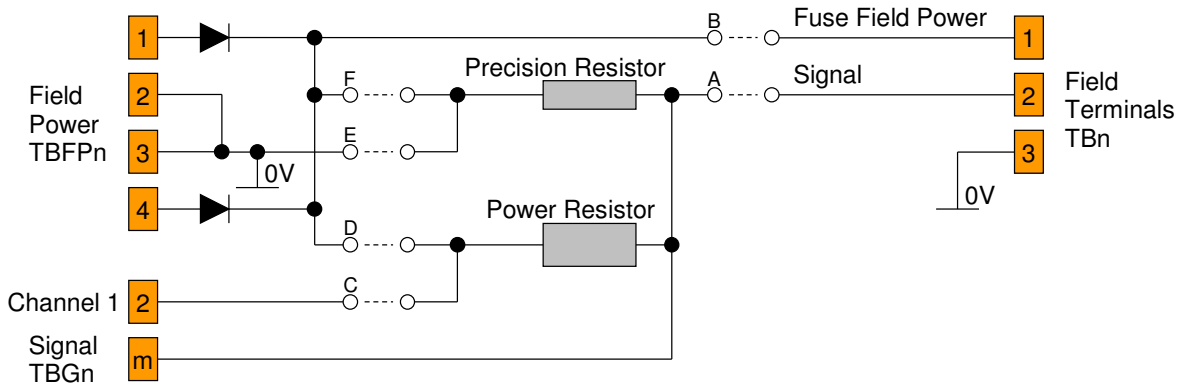 B
Fuse Field Power
1
1
F
Precision Resistor
A
Signal
Field
Power
TBFPn
2
2
Field
Terminals
TBn
E
3
0V
3
4
0V
Power Resistor
D
C
Channel 1
2
Signal
TBGn
m